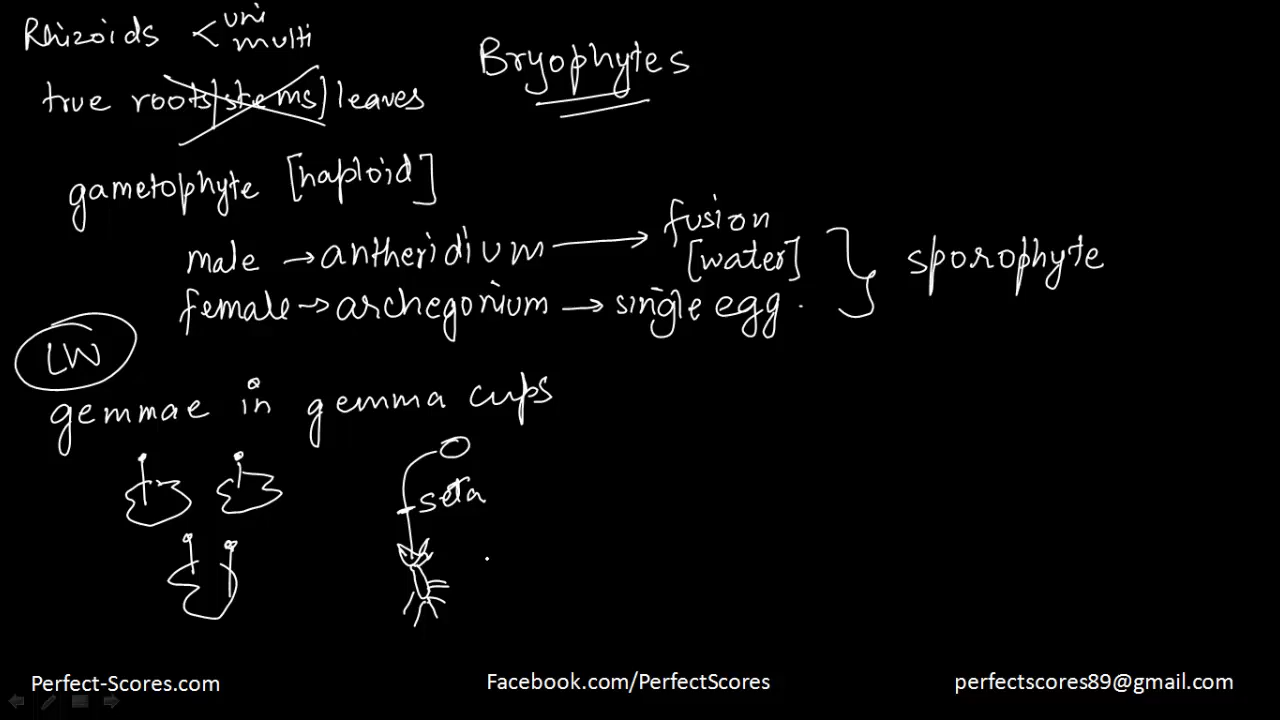 Rhizoids < uni
multi
Bryophytes
true roots|stems|leaves
gametophyte [haploid]
male → antheridium → fusion
[water]
female → archegonium → single egg. } sporophyte
LW
gemmae in gemma cups
seta
Perfect-Scores.com
Facebook.com/PerfectScores
perfectscores89@gmail.com